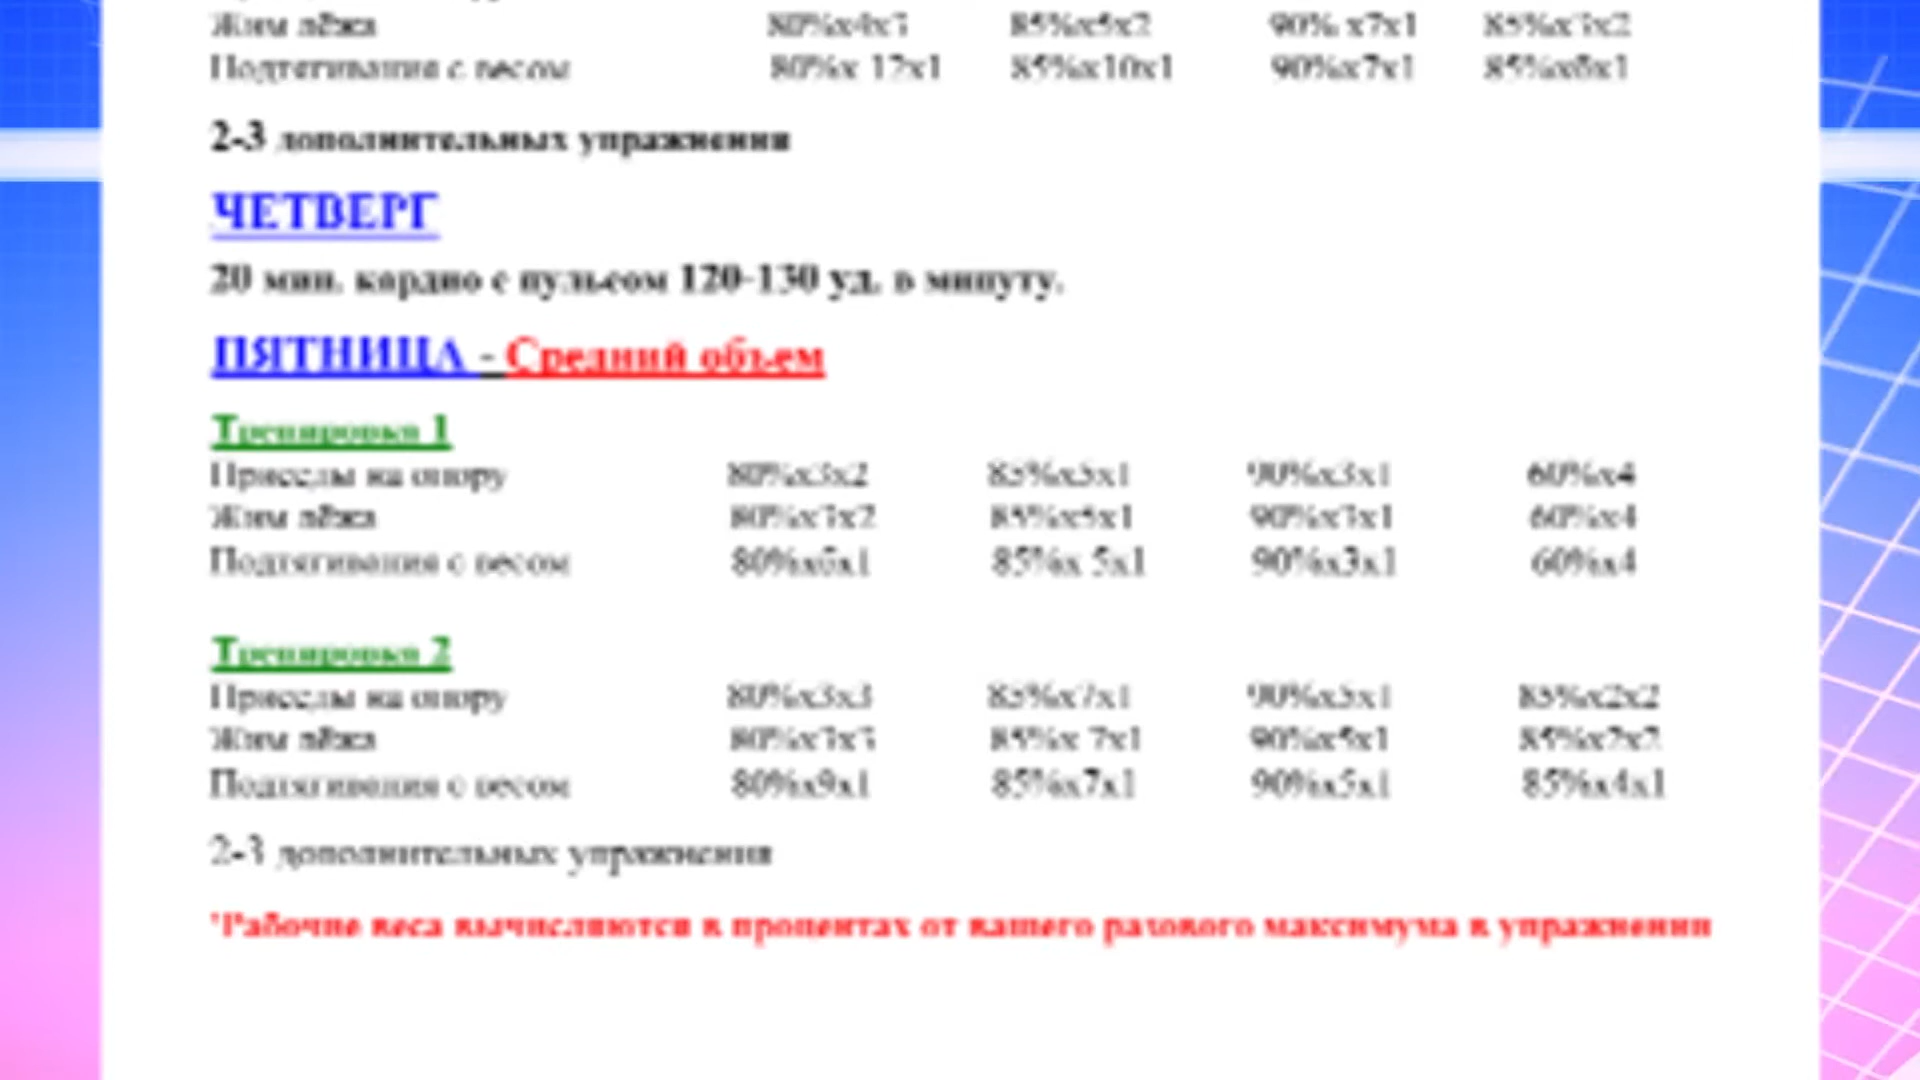 Жим лёжа 80%х4х3 85%х5х2 90% х7х1 85%х3х2
Подтягивания с весом 80%х 12х1 85%х10х1 90%х7х1 85%х6х1
2-3 дополнительных упражнения
ЧЕТВЕРГ
20 мин. кардио с пульсом 120-130 уд. в минуту.
ПЯТНИЦА - Средний объем
Тренировка 1
Приседы на опору 80%х3х2 85%х5х1 90%х3х1 60%х4
Жим лёжа 80%х3х2 85%х5х1 90%х3х1 60%х4
Подтягивания с весом 80%х6х1 85%х 5х1 90%х3х1 60%х4
Тренировка 2
Приседы на опору 80%х3х3 85%х7х1 90%х5х1 85%х2х2
Жим лёжа 80%х3х3 85%х 7х1 90%х5х1 85%х2х2
Подтягивания с весом 80%х9х1 85%х7х1 90%х5х1 85%х4х1
2-3 дополнительных упражнения
*Рабочие веса вычисляются в процентах от вашего разового максимума в упражнении